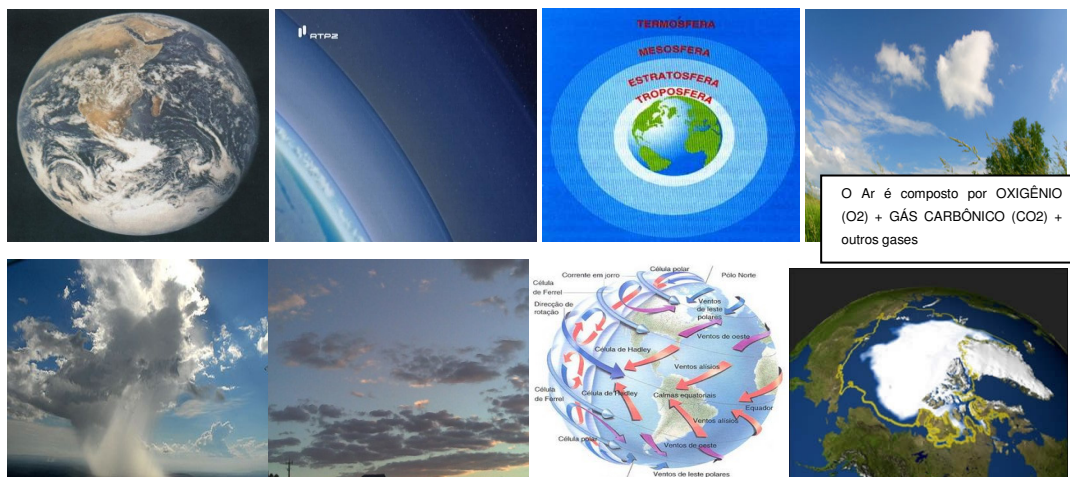 RTP2
TERMOSFERA
MESOSFERA
ESTRATOSFERA
TROPOSFERA
O Ar é composto por OXIGÊNIO
(O2) + GÁS CARBÔNICO (CO2) +
outros gases
Célula polar
Pólo Norte
Corrente em jorro
Célula
de Ferrel
Direcção de
rotação
Ventos
de leste
polares
Ventos de oeste
Célula de Hadley
Ventos alísios
Célula
de Ferrel
Célula de Hadley
Calmas equatoriais
Equador
Ventos alísios
Célula polar
Ventos de oeste
Ventos de leste polares